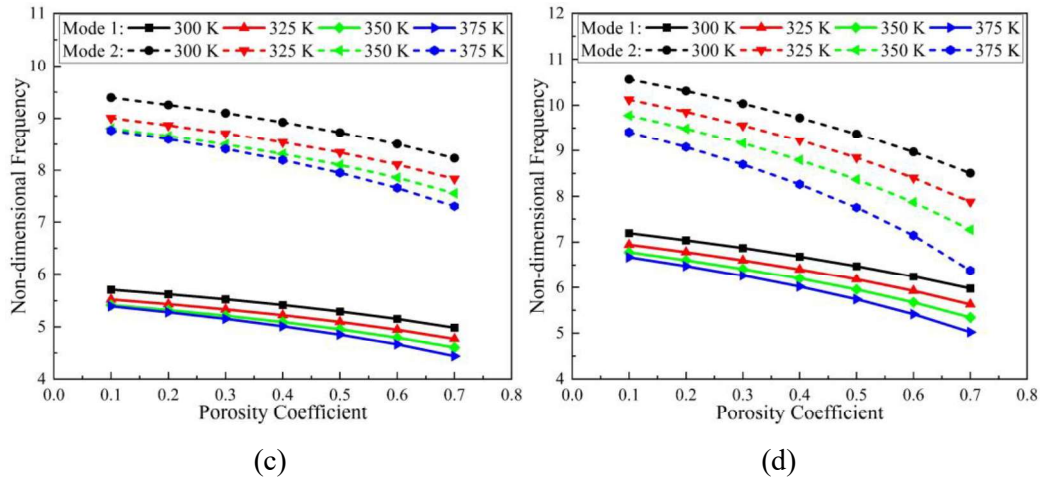 11
10
9
8
7
6
5
4
Non-dimensional Frequency
Mode 1: 300 K 325 K 350 K 375 K
Mode 2: 300 K 325 K 350 K 375 K
0.0 0.1 0.2 0.3 0.4 0.5 0.6 0.7 0.8
Porosity Coefficient
(c)
12
11
10
9
8
7
6
5
4
Non-dimensional Frequency
Mode 1: 300 K 325 K 350 K 375 K
Mode 2: 300 K 325 K 350 K 375 K
0.0 0.1 0.2 0.3 0.4 0.5 0.6 0.7 0.8
Porosity Coefficient
(d)